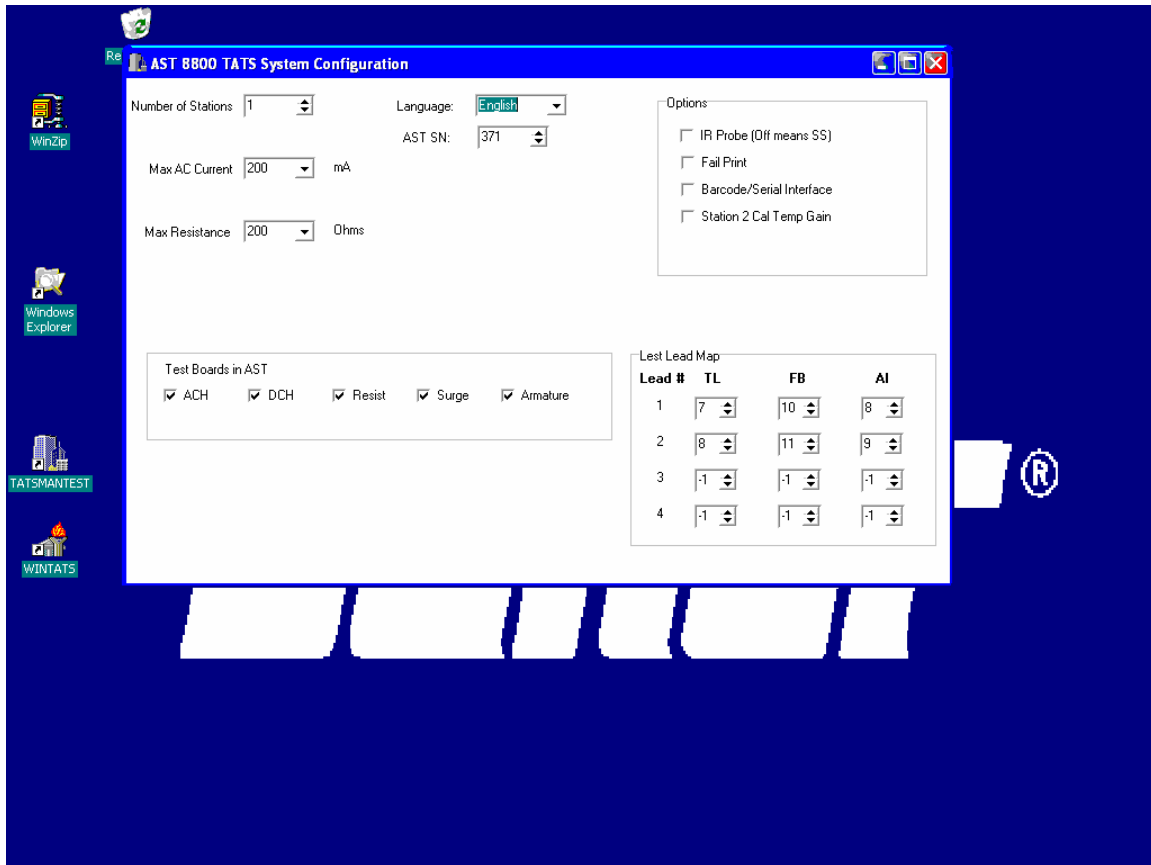 Re
AST 8800 TATS System Configuration
WinZip
Windows
Explorer
TATSMANTEST
WINTATS
Number of Stations 1
Language: English
AST SN: 371
Max AC Current 200 mA
Max Resistance 200 Ohms
Options
IR Probe (Off means SS)
Fail Print
Barcode/Serial Interface
Station 2 Cal Temp Gain
Test Boards in AST
ACH DCH Resist Surge Armature
Lest Lead Map
Lead # TL FB AI
1 7 10 8
2 8 11 9
3 -1 -1 -1
4 -1 -1 -1
®